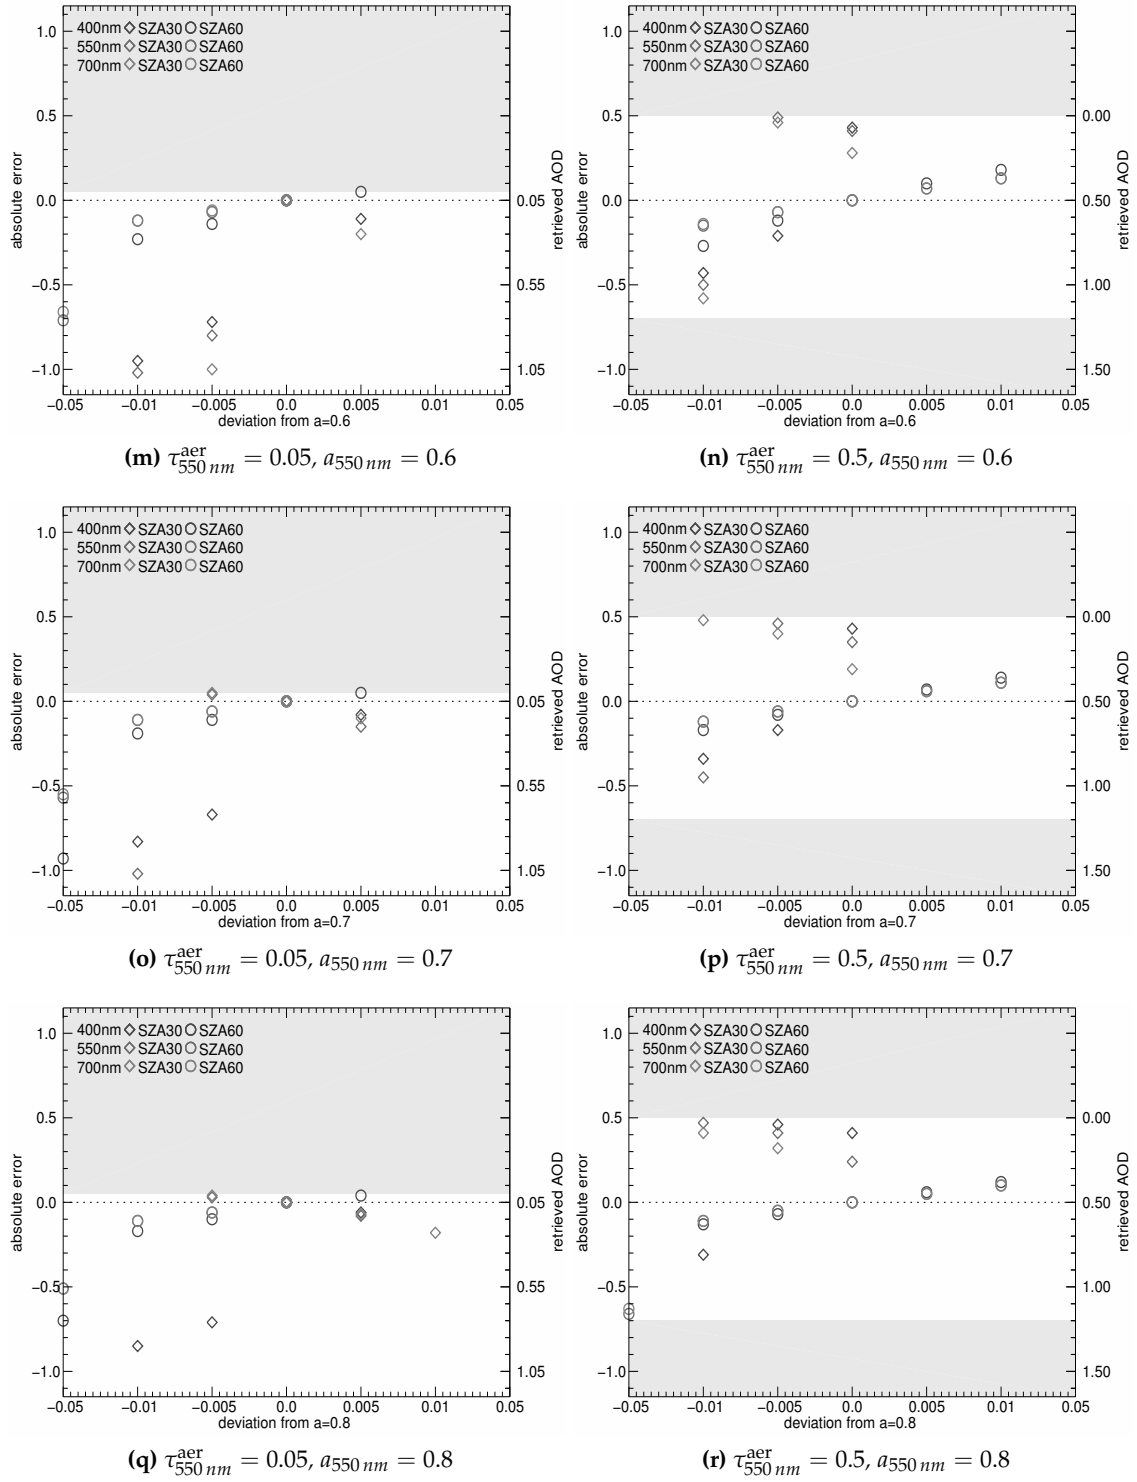 400nm ◇ SZA30 ○ SZA60
550nm ◇ SZA30 ○ SZA60
700nm ◇ SZA30 ○ SZA60
absolute error
1.0
0.5
0.0
−0.5
−1.0
retrieved AOD
0.05
0.55
1.05
−0.05 −0.01 −0.005 0.0 0.005 0.01 0.05
deviation from a=0.6
(m) τ^aer_550 nm = 0.05, a_550 nm = 0.6
400nm ◇ SZA30 ○ SZA60
550nm ◇ SZA30 ○ SZA60
700nm ◇ SZA30 ○ SZA60
absolute error
1.0
0.5
0.0
−0.5
−1.0
retrieved AOD
0.00
0.50
1.00
1.50
−0.05 −0.01 −0.005 0.0 0.005 0.01 0.05
deviation from a=0.6
(n) τ^aer_550 nm = 0.5, a_550 nm = 0.6
400nm ◇ SZA30 ○ SZA60
550nm ◇ SZA30 ○ SZA60
700nm ◇ SZA30 ○ SZA60
absolute error
1.0
0.5
0.0
−0.5
−1.0
retrieved AOD
0.05
0.55
1.05
−0.05 −0.01 −0.005 0.0 0.005 0.01 0.05
deviation from a=0.7
(o) τ^aer_550 nm = 0.05, a_550 nm = 0.7
400nm ◇ SZA30 ○ SZA60
550nm ◇ SZA30 ○ SZA60
700nm ◇ SZA30 ○ SZA60
absolute error
1.0
0.5
0.0
−0.5
−1.0
retrieved AOD
0.00
0.50
1.00
1.50
−0.05 −0.01 −0.005 0.0 0.005 0.01 0.05
deviation from a=0.7
(p) τ^aer_550 nm = 0.5, a_550 nm = 0.7
400nm ◇ SZA30 ○ SZA60
550nm ◇ SZA30 ○ SZA60
700nm ◇ SZA30 ○ SZA60
absolute error
1.0
0.5
0.0
−0.5
−1.0
retrieved AOD
0.05
0.55
1.05
−0.05 −0.01 −0.005 0.0 0.005 0.01 0.05
deviation from a=0.8
(q) τ^aer_550 nm = 0.05, a_550 nm = 0.8
400nm ◇ SZA30 ○ SZA60
550nm ◇ SZA30 ○ SZA60
700nm ◇ SZA30 ○ SZA60
absolute error
1.0
0.5
0.0
−0.5
−1.0
retrieved AOD
0.00
0.50
1.00
1.50
−0.05 −0.01 −0.005 0.0 0.005 0.01 0.05
deviation from a=0.8
(r) τ^aer_550 nm = 0.5, a_550 nm = 0.8